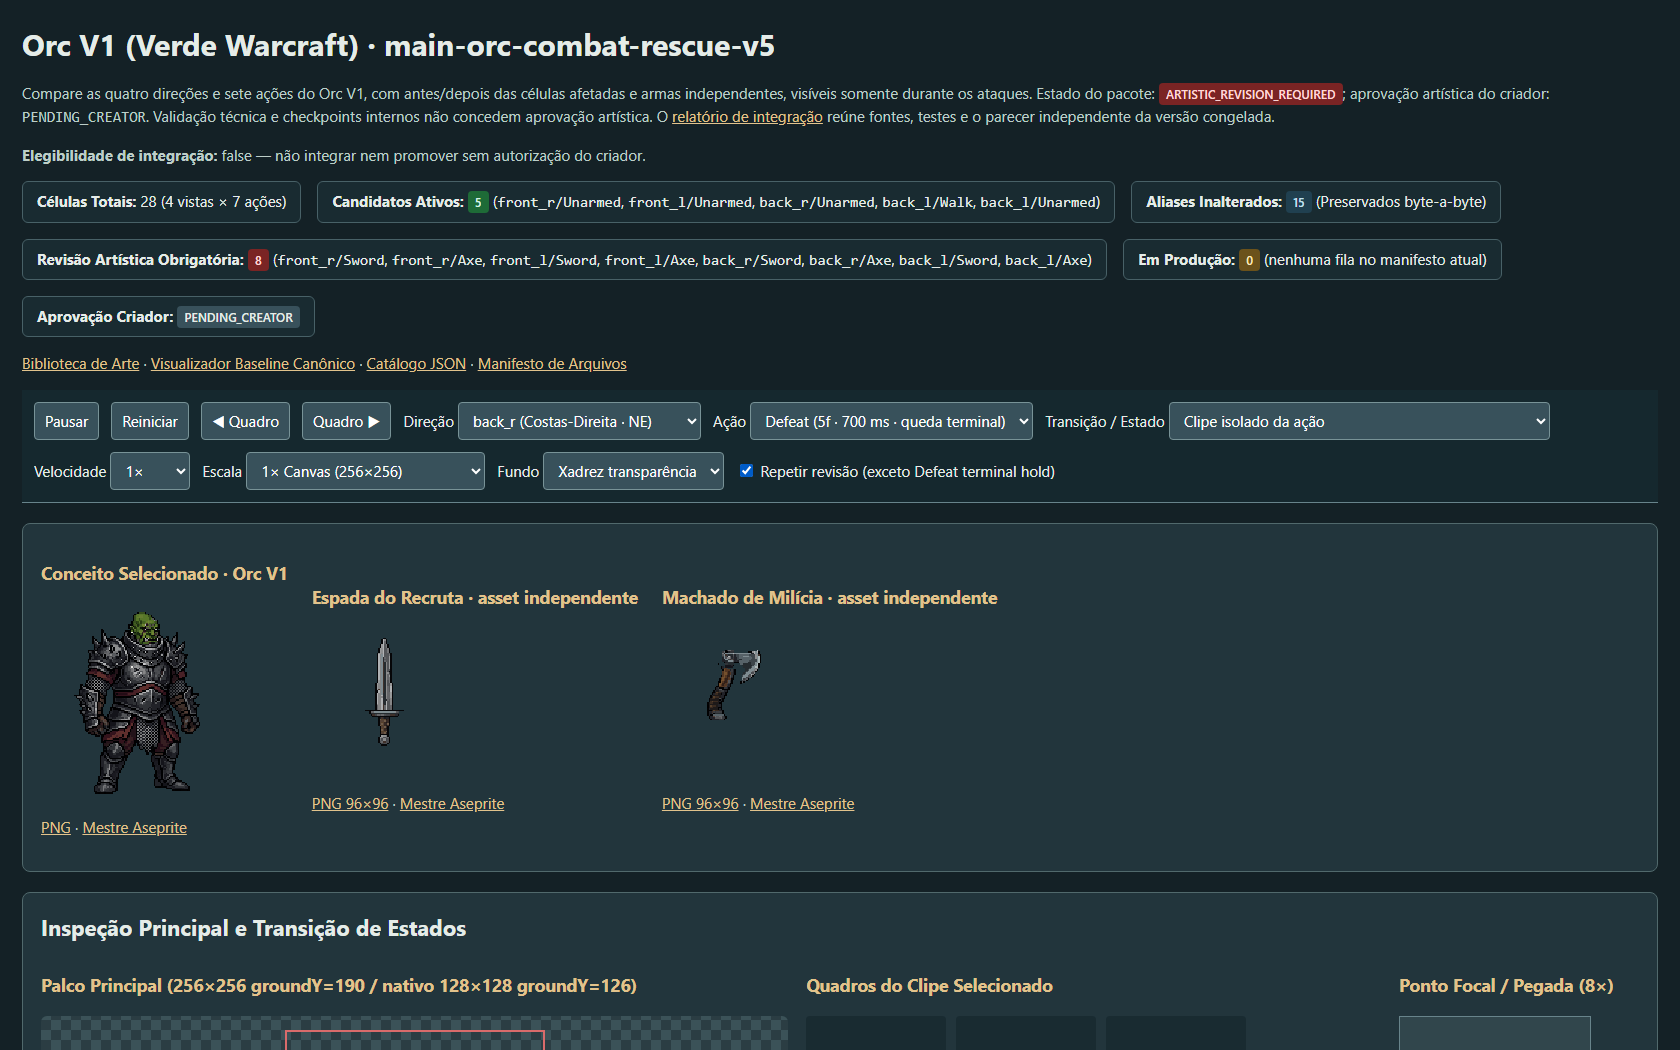 Orc V1 (Verde Warcraft) · main-orc-combat-rescue-v5
Compare as quatro direções e sete ações do Orc V1, com antes/depois das células afetadas e armas independentes, visíveis somente durante os ataques. Estado do pacote: ARTISTIC_REVISION_REQUIRED; aprovação artística do criador:
PENDING_CREATOR. Validação técnica e checkpoints internos não concedem aprovação artística. O relatório de integração reúne fontes, testes e o parecer independente da versão congelada.
Elegibilidade de integração: false — não integrar nem promover sem autorização do criador.
Células Totais: 28 (4 vistas × 7 ações)
Candidatos Ativos: 5 (front_r/Unarmed, front_l/Unarmed, back_r/Unarmed, back_l/Walk, back_l/Unarmed)
Aliases Inalterados: 15 (Preservados byte-a-byte)
Revisão Artística Obrigatória: 8 (front_r/Sword, front_r/Axe, front_l/Sword, front_l/Axe, back_r/Sword, back_r/Axe, back_l/Sword, back_l/Axe)
Em Produção: 0 (nenhuma fila no manifesto atual)
Aprovação Criador: PENDING_CREATOR
Biblioteca de Arte · Visualizador Baseline Canônico · Catálogo JSON · Manifesto de Arquivos
Pausar Reiniciar ◀ Quadro Quadro ▶ Direção back_r (Costas-Direita · NE) Ação Defeat (5f · 700 ms · queda terminal) Transição / Estado Clipe isolado da ação
Velocidade 1× Escala 1× Canvas (256×256) Fundo Xadrez transparência Repetir revisão (exceto Defeat terminal hold)
Conceito Selecionado · Orc V1
Espada do Recruta · asset independente
Machado de Milícia · asset independente
PNG 96×96 · Mestre Aseprite
PNG 96×96 · Mestre Aseprite
PNG · Mestre Aseprite
Inspeção Principal e Transição de Estados
Palco Principal (256×256 groundY=190 / nativo 128×128 groundY=126)
Quadros do Clipe Selecionado
Ponto Focal / Pegada (8×)